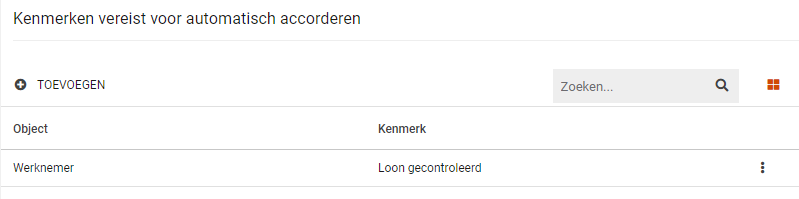 Kenmerken vereist voor automatisch accorderen
TOEVOEGEN
Zoeken...
Object Kenmerk
Werknemer Loon gecontroleerd